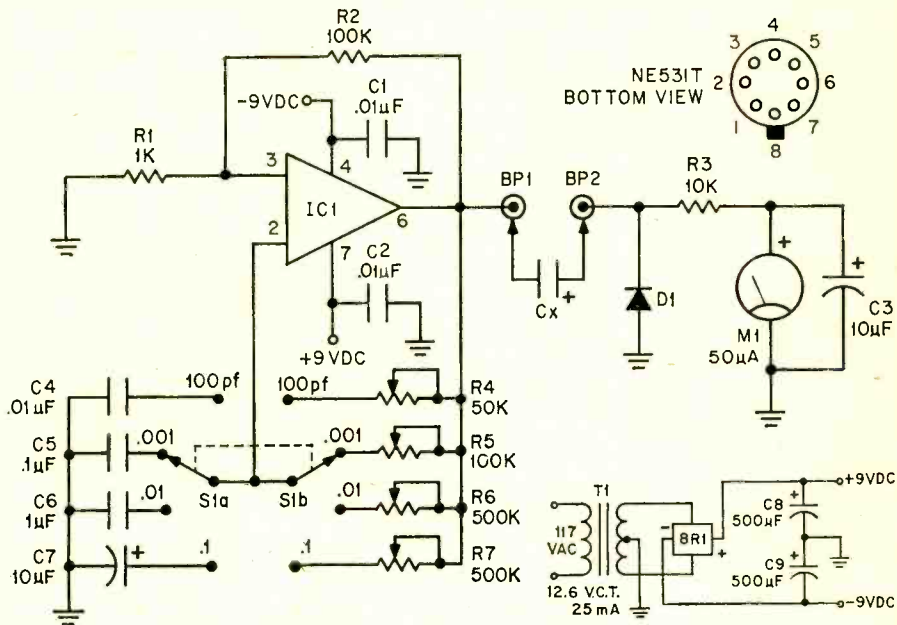 R2
100K
4
3
5
NE531T
BOTTOM VIEW
2
6
1
7
8
-9VDC
C1
.01µF
R1
1K
3
4
IC1
6
2
7
C2
.01µF
+9VDC
BP1
BP2
Cx
+
R3
10K
D1
+
M1
50µA
+
C3
10µF
C4
.01µF
100pf
100pf
R4
50K
C5
.1µF
.001
.001
R5
100K
S1a
S1b
C6
1µF
.01
.01
R6
500K
C7
10µF
+
.1
.1
R7
500K
T1
117
VAC
12.6 V.C.T.
25mA
-
BR1
+
+9VDC
+
C8
500µF
+
C9
500µF
-9VDC